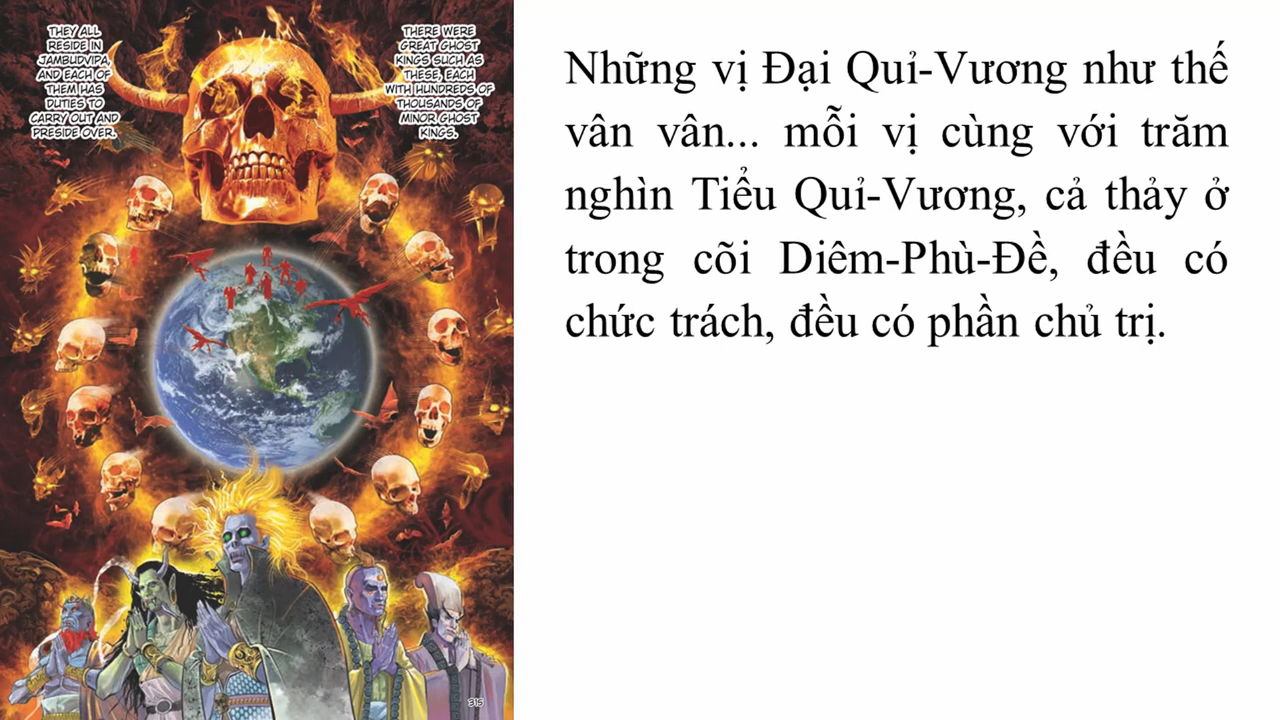 THEY ALL
RESIDE IN
JAMBUDVIPA,
AND EACH OF
THEM HAS
DUTIES TO
CARRY OUT AND
PRESIDE OVER.
THERE WERE
GREAT GHOST
KINGS SUCH AS
THESE, EACH
WITH HUNDREDS OF
THOUSANDS OF
MINOR GHOST
KINGS.
315
Những vị Đại Quỉ-Vương như thế
vân vân... mỗi vị cùng với trăm
nghìn Tiểu Quỉ-Vương, cả thảy ở
trong cõi Diêm-Phù-Đề, đều có
chức trách, đều có phần chủ trị.